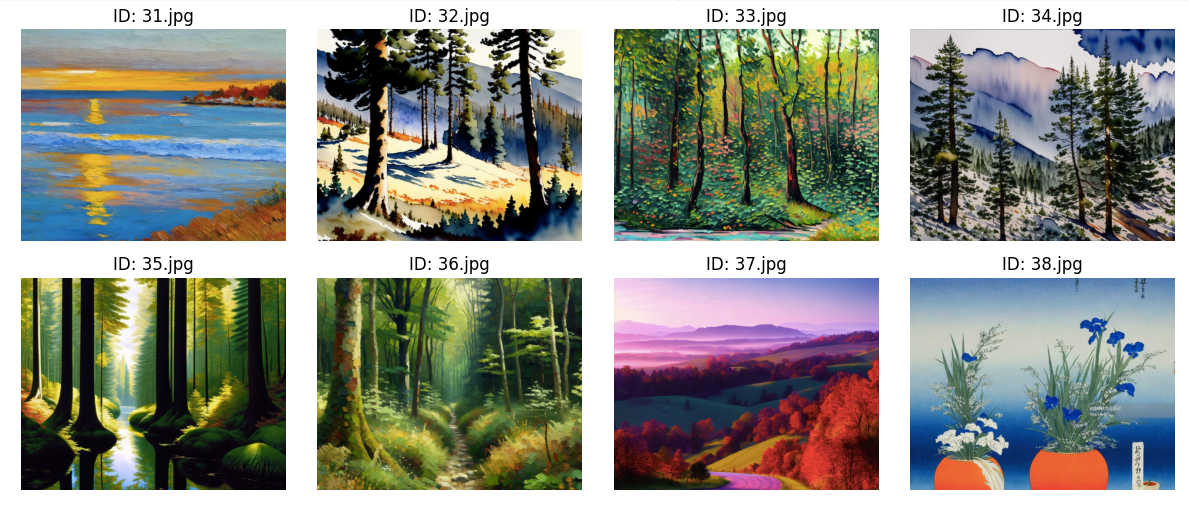 ID: 31.jpg
ID: 32.jpg
ID: 33.jpg
ID: 34.jpg
ID: 35.jpg
ID: 36.jpg
ID: 37.jpg
ID: 38.jpg